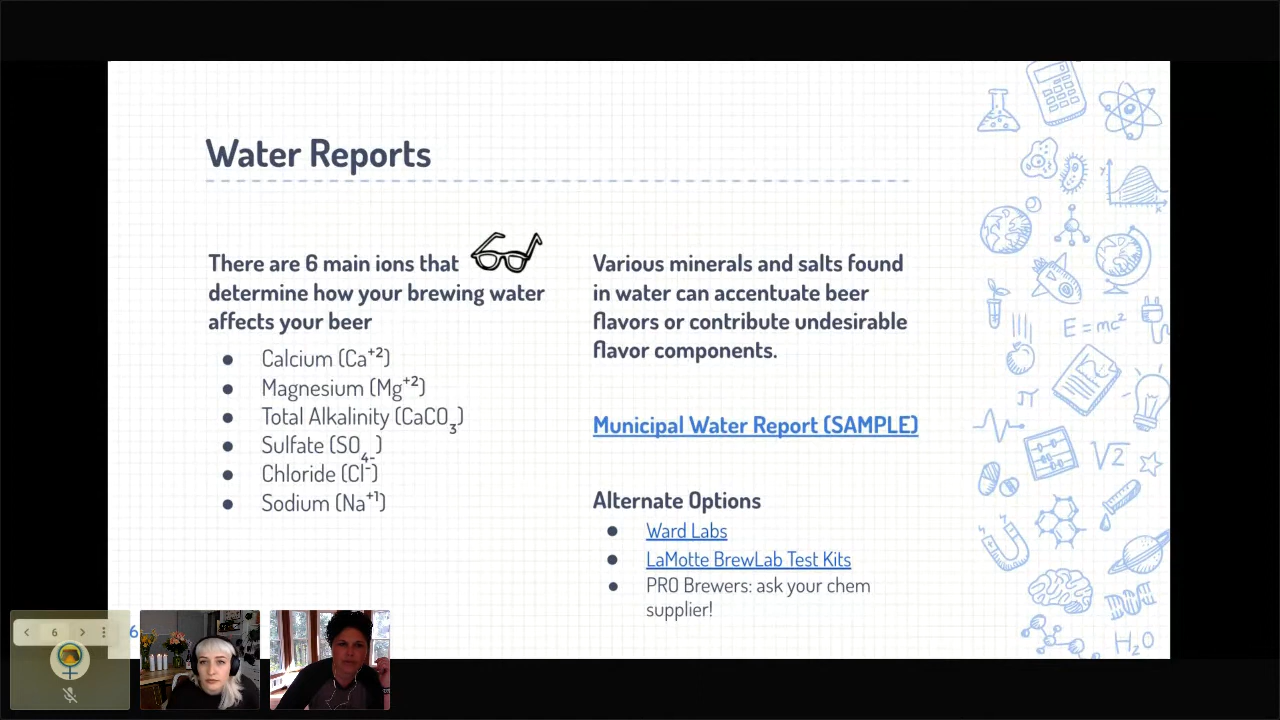 Water Reports
There are 6 main ions that
determine how your brewing water
affects your beer
● Calcium (Ca⁺²)
● Magnesium (Mg⁺²)
● Total Alkalinity (CaCO₃)
● Sulfate (SO₄-)
● Chloride (Cl⁻)
● Sodium (Na⁺¹)
Various minerals and salts found
in water can accentuate beer
flavors or contribute undesirable
flavor components.
Municipal Water Report (SAMPLE)
Alternate Options
● Ward Labs
● LaMotte BrewLab Test Kits
● PRO Brewers: ask your chem
supplier!
y
x
E = mc²
π
√2
H₂O
6
6